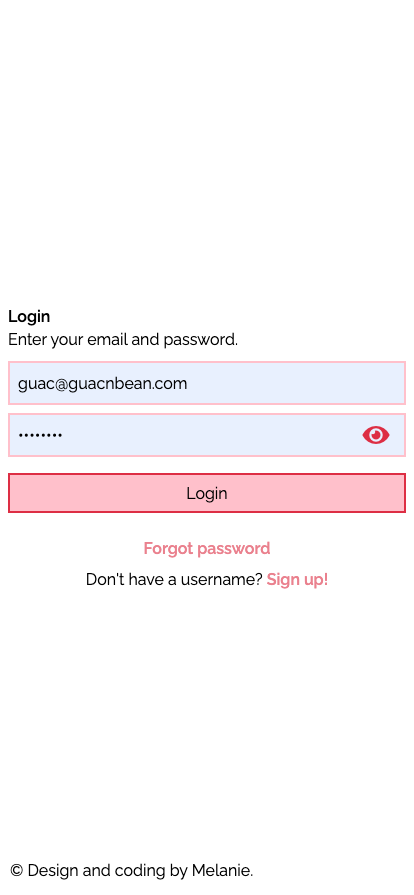 Login
Enter your email and password.
guac@guacnbean.com
••••••••
Login
Forgot password
Don't have a username? Sign up!
© Design and coding by Melanie.